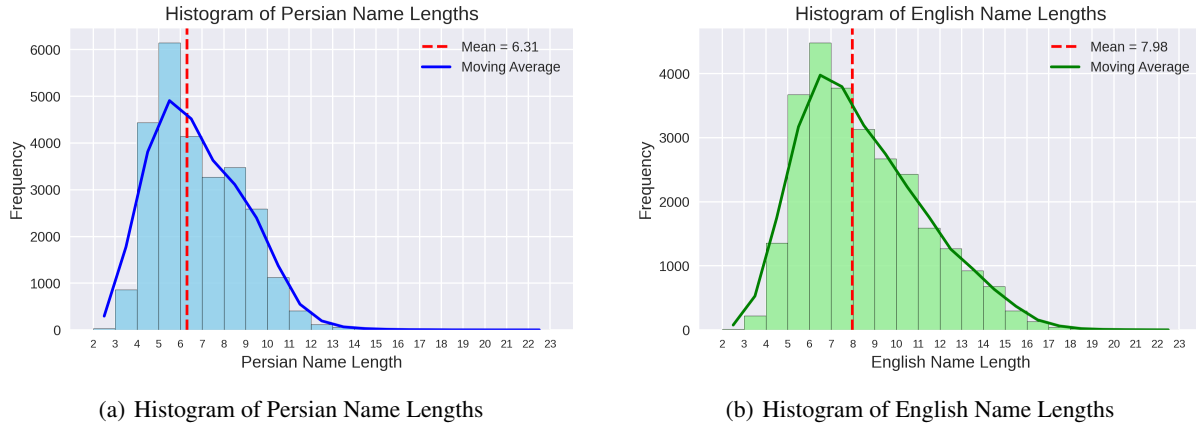 Histogram of Persian Name Lengths
Mean = 6.31
Moving Average
Frequency
6000
5000
4000
3000
2000
1000
0
2 3 4 5 6 7 8 9 10 11 12 13 14 15 16 17 18 19 20 21 22 23
Persian Name Length
(a) Histogram of Persian Name Lengths
Histogram of English Name Lengths
Mean = 7.98
Moving Average
Frequency
4000
3000
2000
1000
0
2 3 4 5 6 7 8 9 10 11 12 13 14 15 16 17 18 19 20 21 22 23
English Name Length
(b) Histogram of English Name Lengths